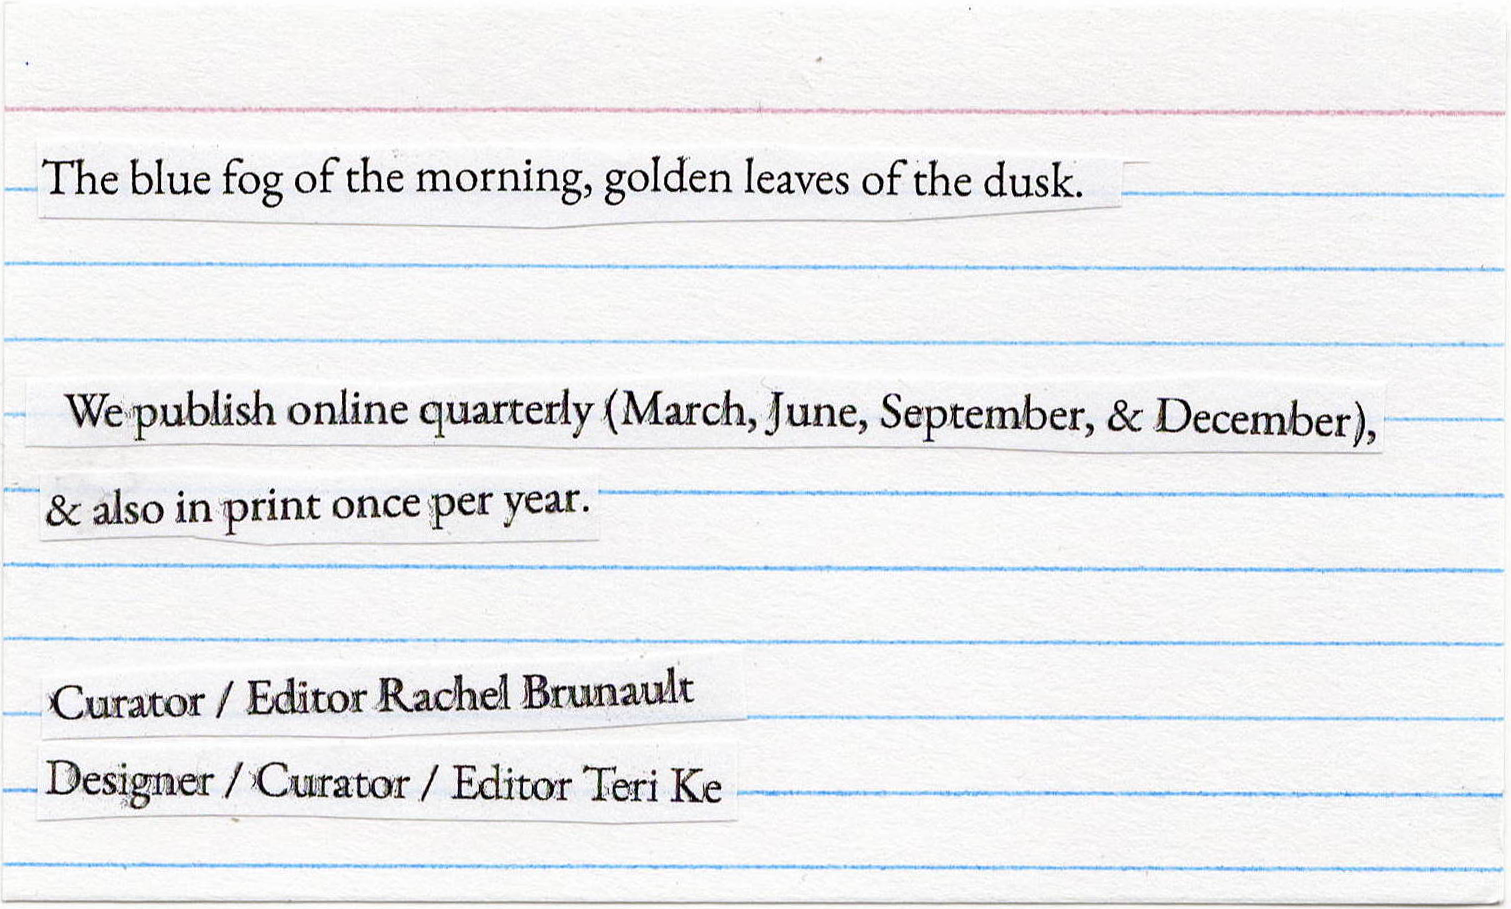 The blue fog of the morning, golden leaves of the dusk.
We publish online quarterly (March, June, September, & December),
& also in print once per year.
Curator / Editor Rachel Brunault
Designer / Curator / Editor Teri Ke